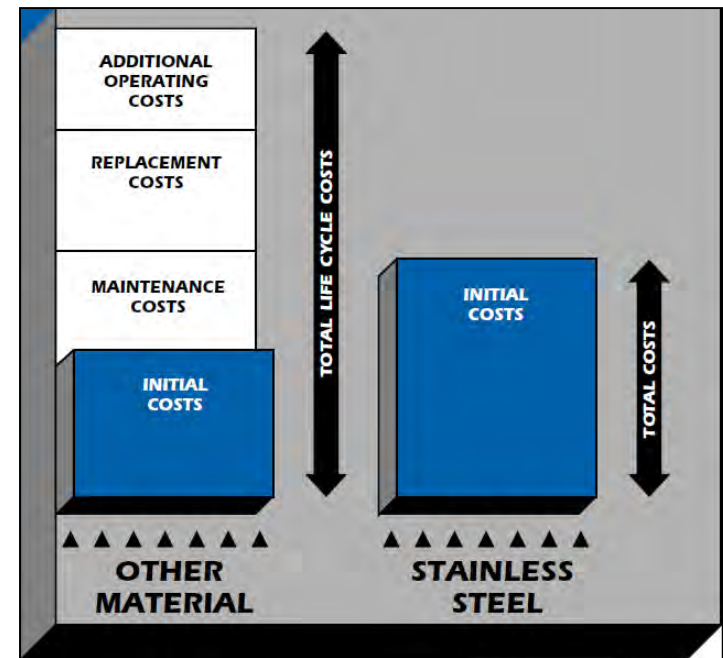 ADDITIONAL
OPERATING
COSTS
REPLACEMENT
COSTS
MAINTENANCE
COSTS
INITIAL
COSTS
TOTAL LIFE CYCLE COSTS
INITIAL
COSTS
TOTAL COSTS
OTHER
MATERIAL
STAINLESS
STEEL